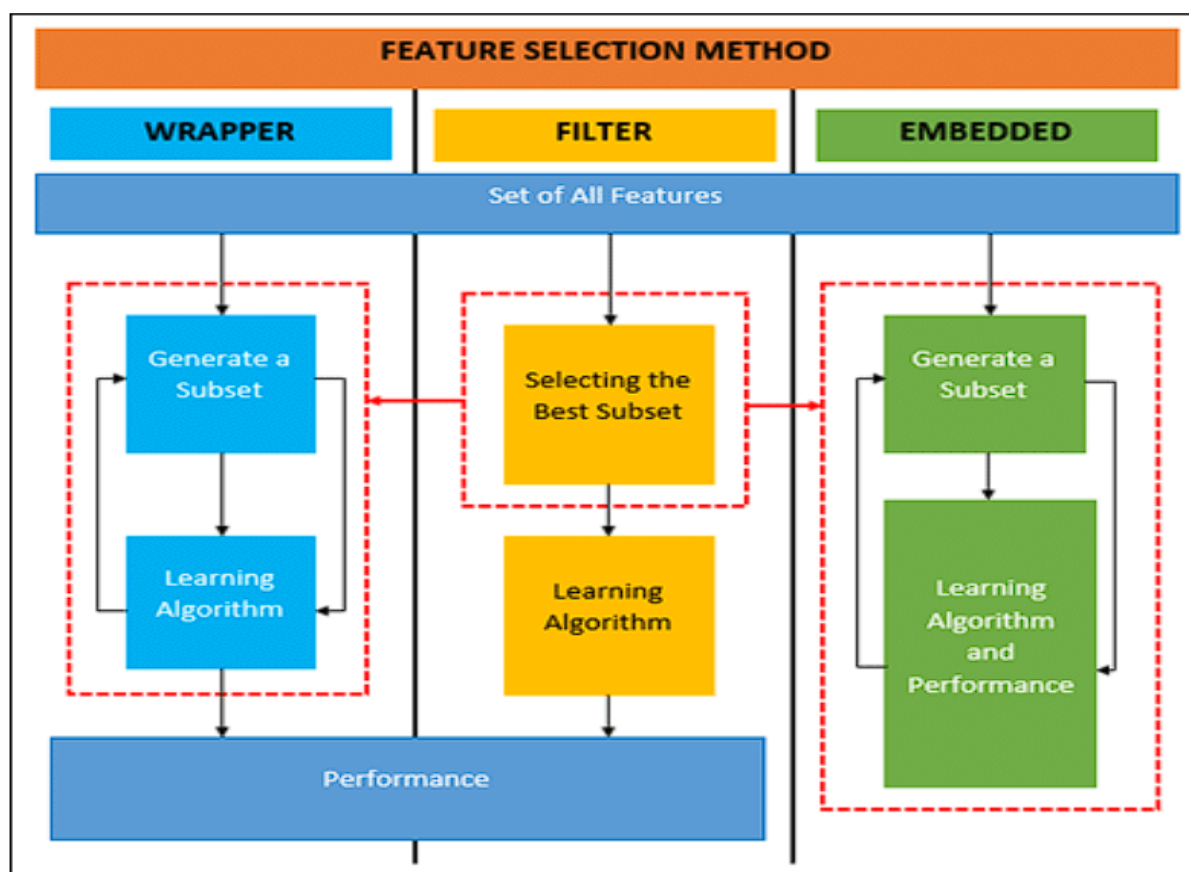 FEATURE SELECTION METHOD
WRAPPER
FILTER
EMBEDDED
Set of All Features
Generate a
Subset
Learning
Algorithm
Selecting the
Best Subset
Learning
Algorithm
Generate a
Subset
Learning
Algorithm
and
Performance
Performance